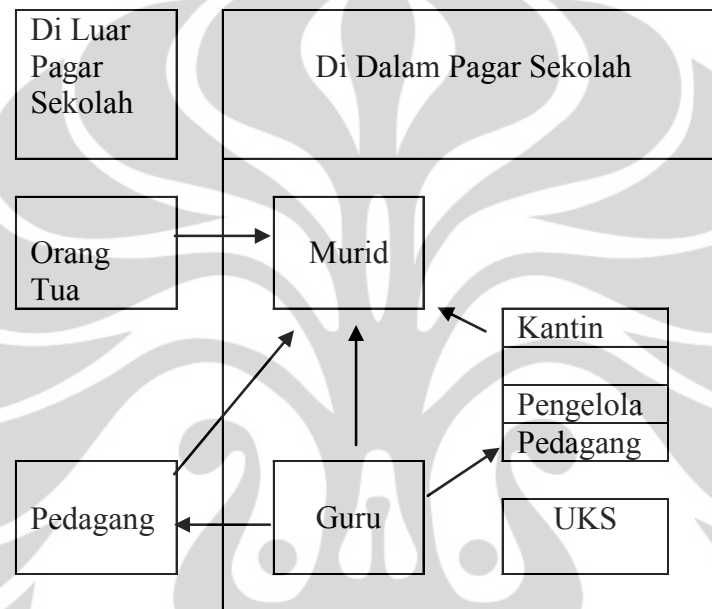 Di Luar
Pagar
Sekolah
Di Dalam Pagar Sekolah
Orang
Tua
Murid
Kantin
Pengelola
Pedagang
Pedagang
Guru
UKS